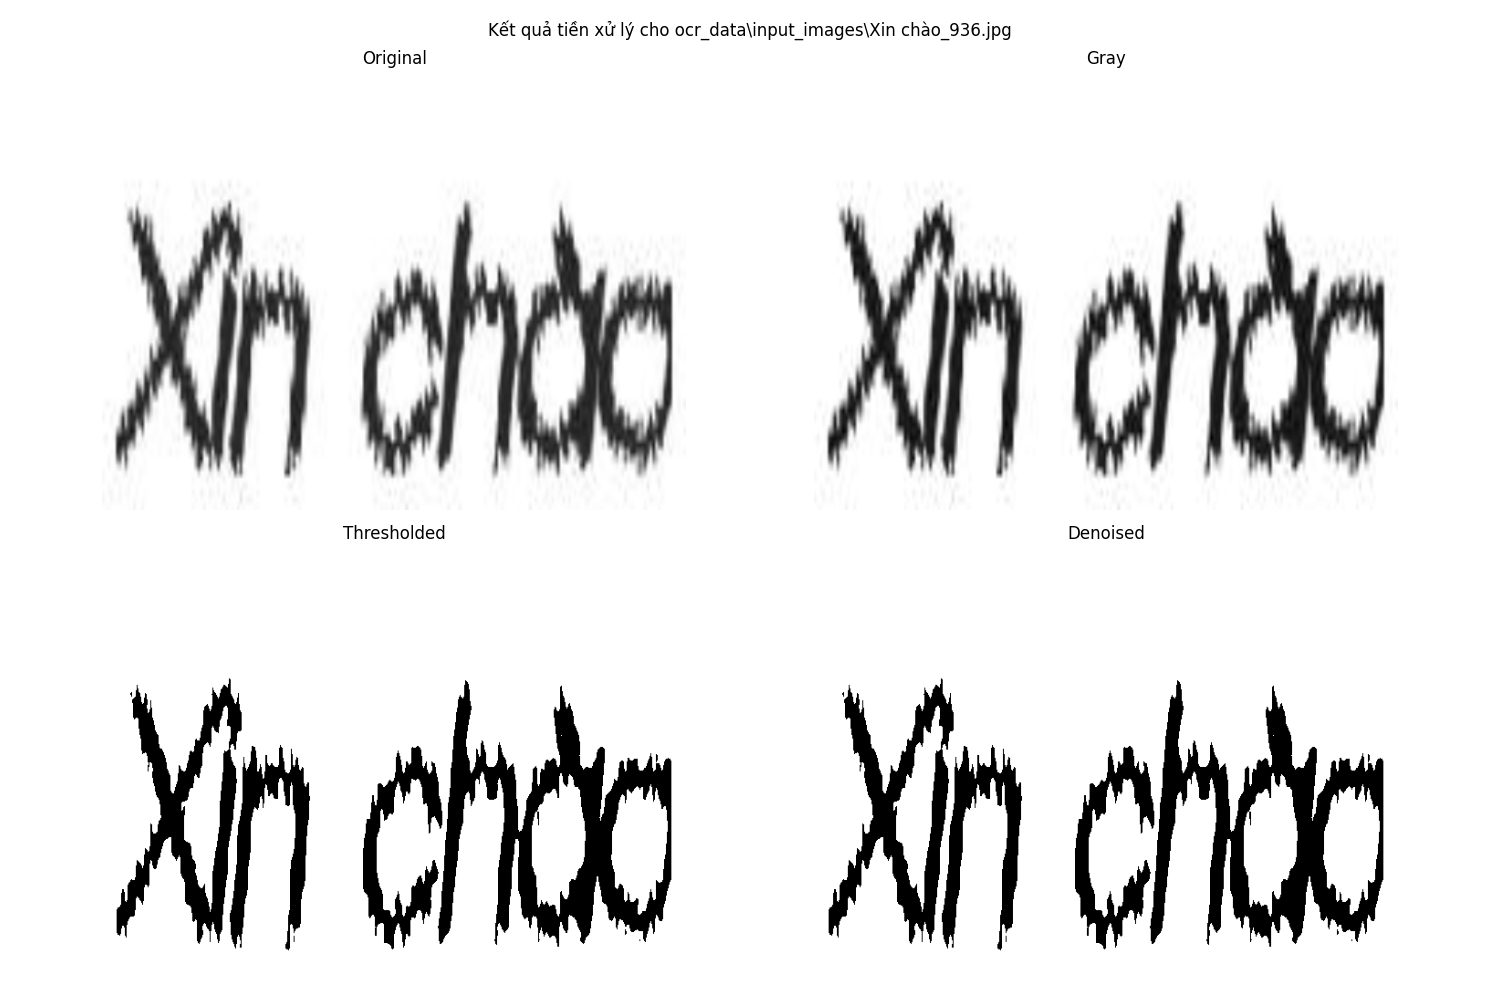 Kết quả tiền xử lý cho ocr_data\input_images\Xin chào_936.jpg
Original
Gray
Xin chào
Xin chào
Thresholded
Denoised
Xin chào
Xin chào